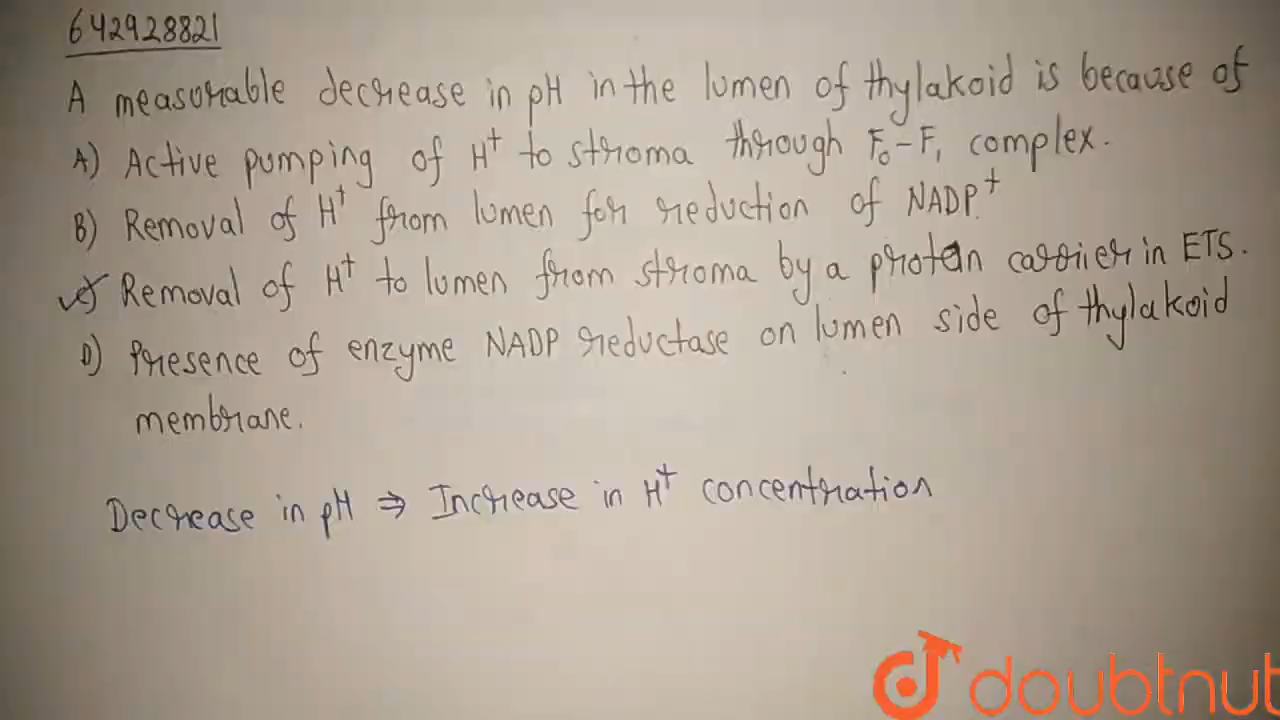 642928821
A measurable decrease in pH in the lumen of thylakoid is because of
A) Active pumping of H⁺ to stroma through F₀-F₁ complex.
B) Removal of H⁺ from lumen for reduction of NADP⁺.
C) Removal of H⁺ to lumen from stroma by a proton carrier in ETS.
D) Presence of enzyme NADP reductase on lumen side of thylakoid
membrane.
Decrease in pH ⇒ Increase in H⁺ concentration
doubtnut